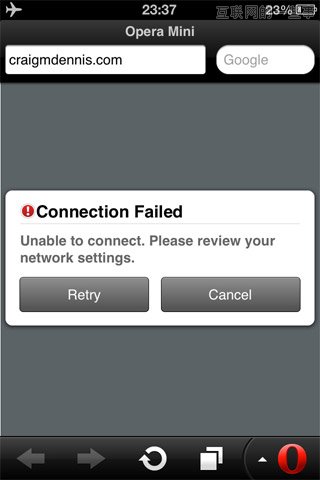 23:37
23%
互联网的一些事
Opera Mini
craigmdennis.com
Google
Connection Failed
Unable to connect. Please review your
network settings.
Retry
Cancel